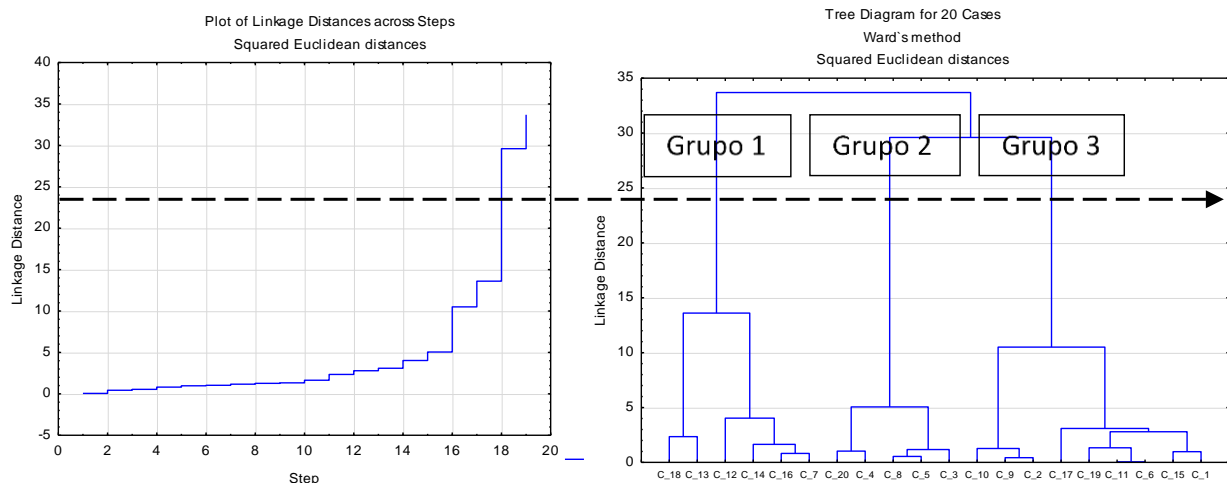 Plot of Linkage Distances across Steps
Squared Euclidean distances
40
35
30
25
20
15
10
5
0
-5
0 2 4 6 8 10 12 14 16 18 20
Linkage Distance
Step
Tree Diagram for 20 Cases
Ward`s method
Squared Euclidean distances
35
30
25
20
15
10
5
0
Linkage Distance
Grupo 1 Grupo 2 Grupo 3
C_18 C_13 C_12 C_14 C_16 C_7 C_20 C_8 C_5 C_3 C_10 C_9 C_2 C_17 C_19 C_11 C_6 C_15 C_1